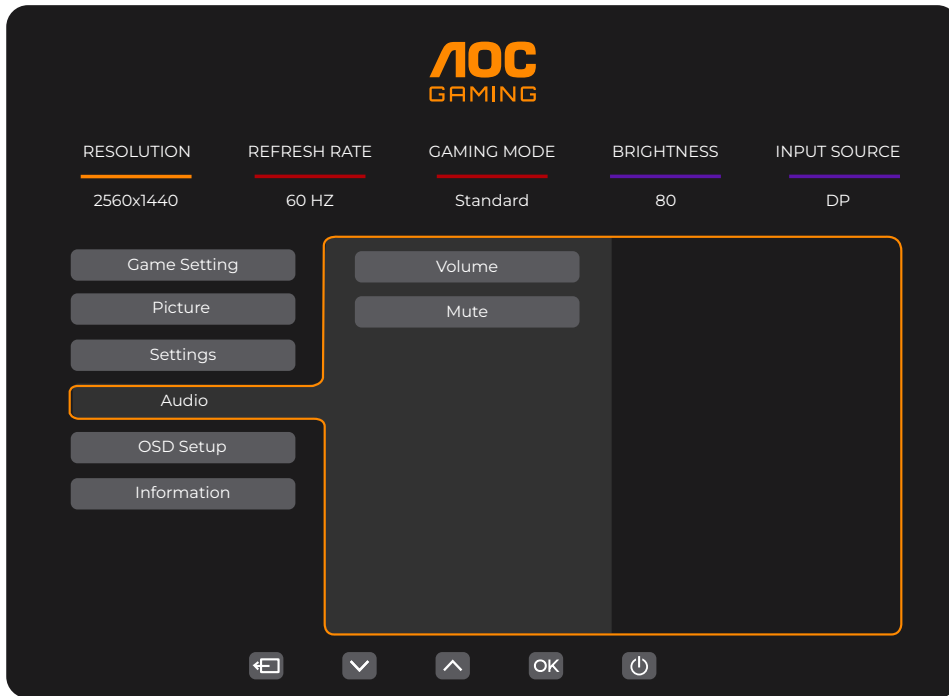 AOC
GAMING
RESOLUTION REFRESH RATE GAMING MODE BRIGHTNESS INPUT SOURCE
2560x1440 60 HZ Standard 80 DP
Game Setting
Picture
Settings
Audio
OSD Setup
Information
Volume
Mute
OK